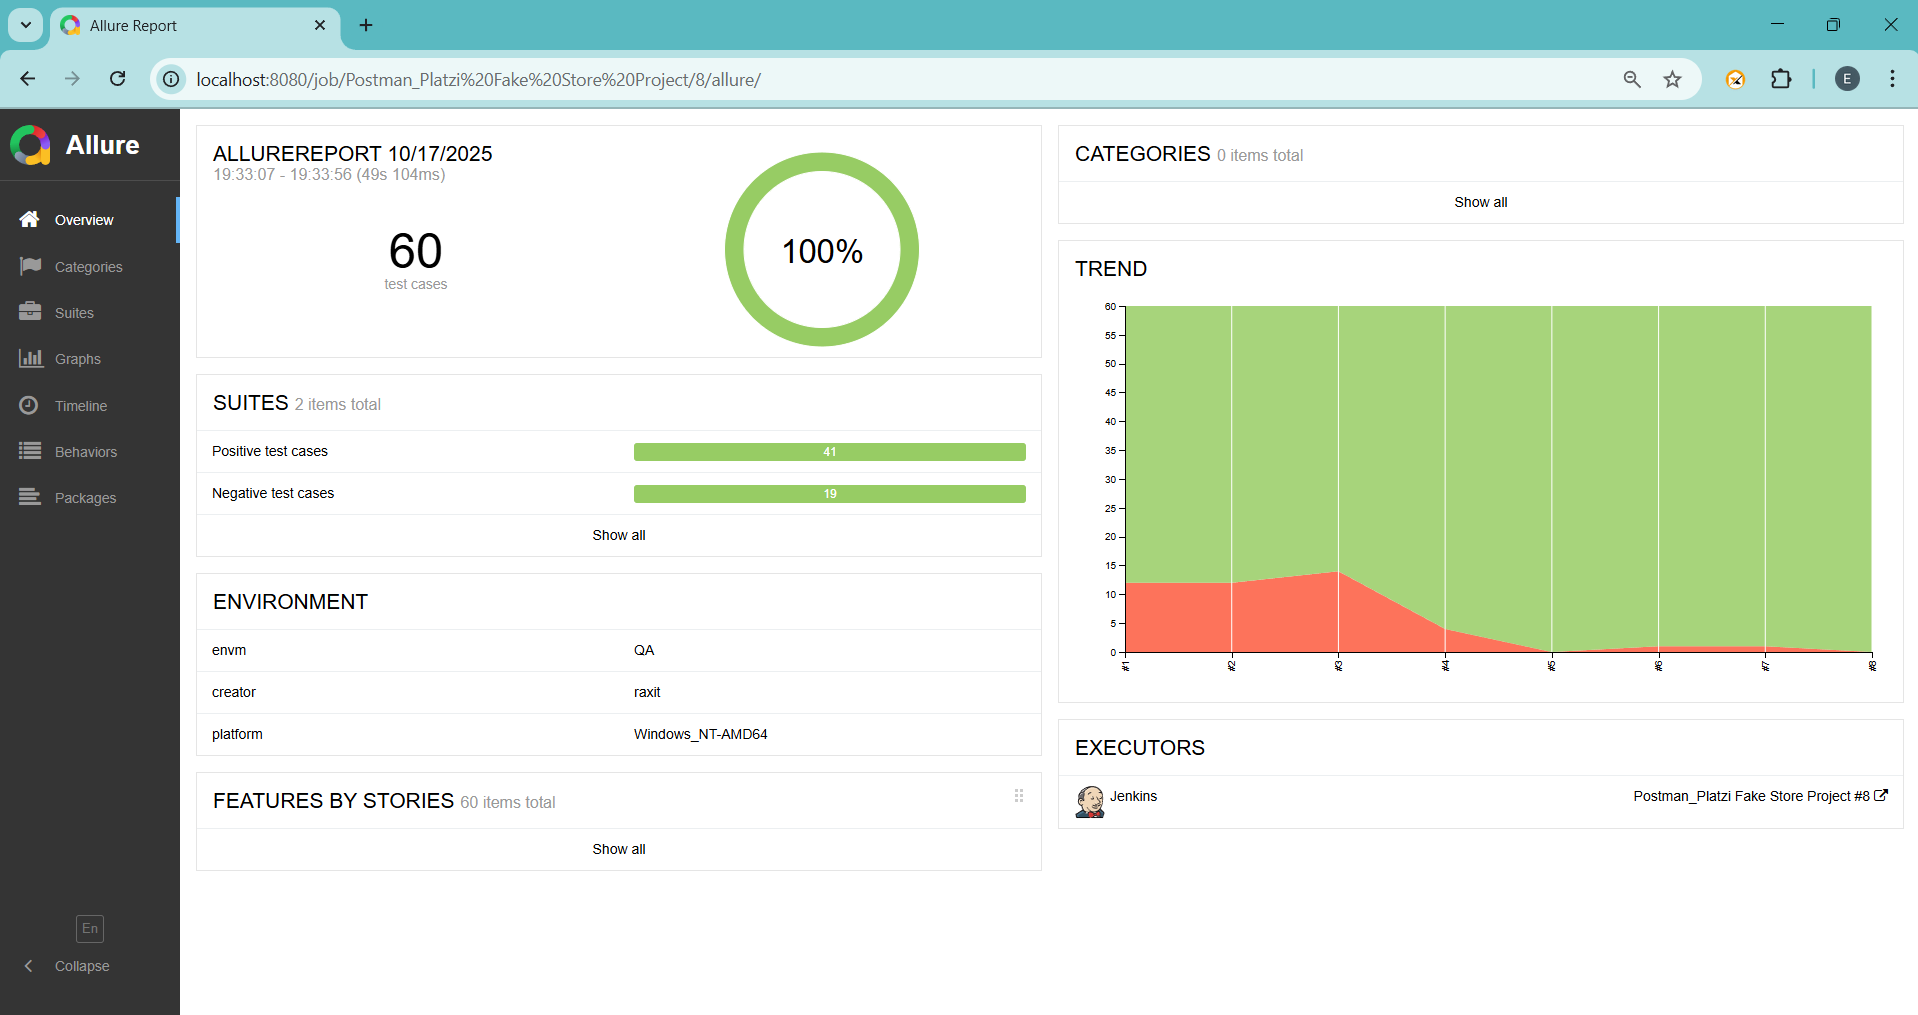 Allure Report
localhost:8080/job/Postman_Platzi%20Fake%20Store%20Project/8/allure/
E
Allure
Overview
Categories
Suites
Graphs
Timeline
Behaviors
Packages
En
Collapse
ALLUREREPORT 10/17/2025
19:33:07 - 19:33:56 (49s 104ms)
60
test cases
100%
SUITES 2 items total
Positive test cases 41
Negative test cases 19
Show all
ENVIRONMENT
envm QA
creator raxit
platform Windows_NT-AMD64
FEATURES BY STORIES 60 items total
Show all
CATEGORIES 0 items total
Show all
TREND
60
55
50
45
40
35
30
25
20
15
10
5
0
#1 #2 #3 #4 #5 #6 #7 #8
EXECUTORS
Jenkins Postman_Platzi Fake Store Project #8